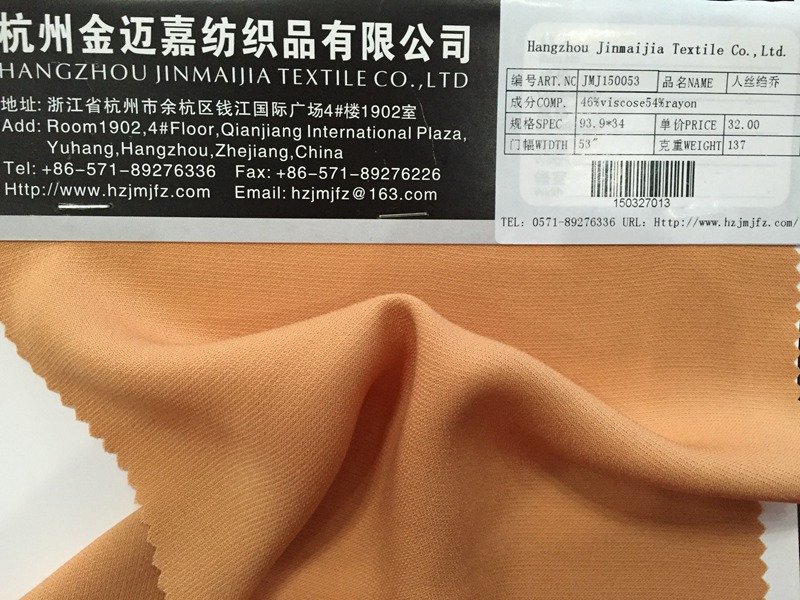 杭州金迈嘉纺织品有限公司
HANGZHOU JINMAIJIA TEXTILE CO.,LTD
地址: 浙江省杭州市余杭区钱江国际广场4#楼1902室
Add: Room1902,4#Floor,Qianjiang International Plaza,
Yuhang,Hangzhou,Zhejiang,China
Tel: +86-571-89276336 Fax: +86-571-89276226
Http://www.hzjmjfz.com Email: hzjmjfz@163.com
Hangzhou Jinmaijia Textile Co.,Ltd.
编号ART.NO JMJ150053 品名NAME 人丝绉乔
成分COMP. 46%viscose54%rayon
规格SPEC 93.9*34 单价PRICE 32.00
门幅WIDTH 53" 克重WEIGHT 137
150327013
TEL: 0571-89276336 URL: Http://www.hzjmjfz.com/